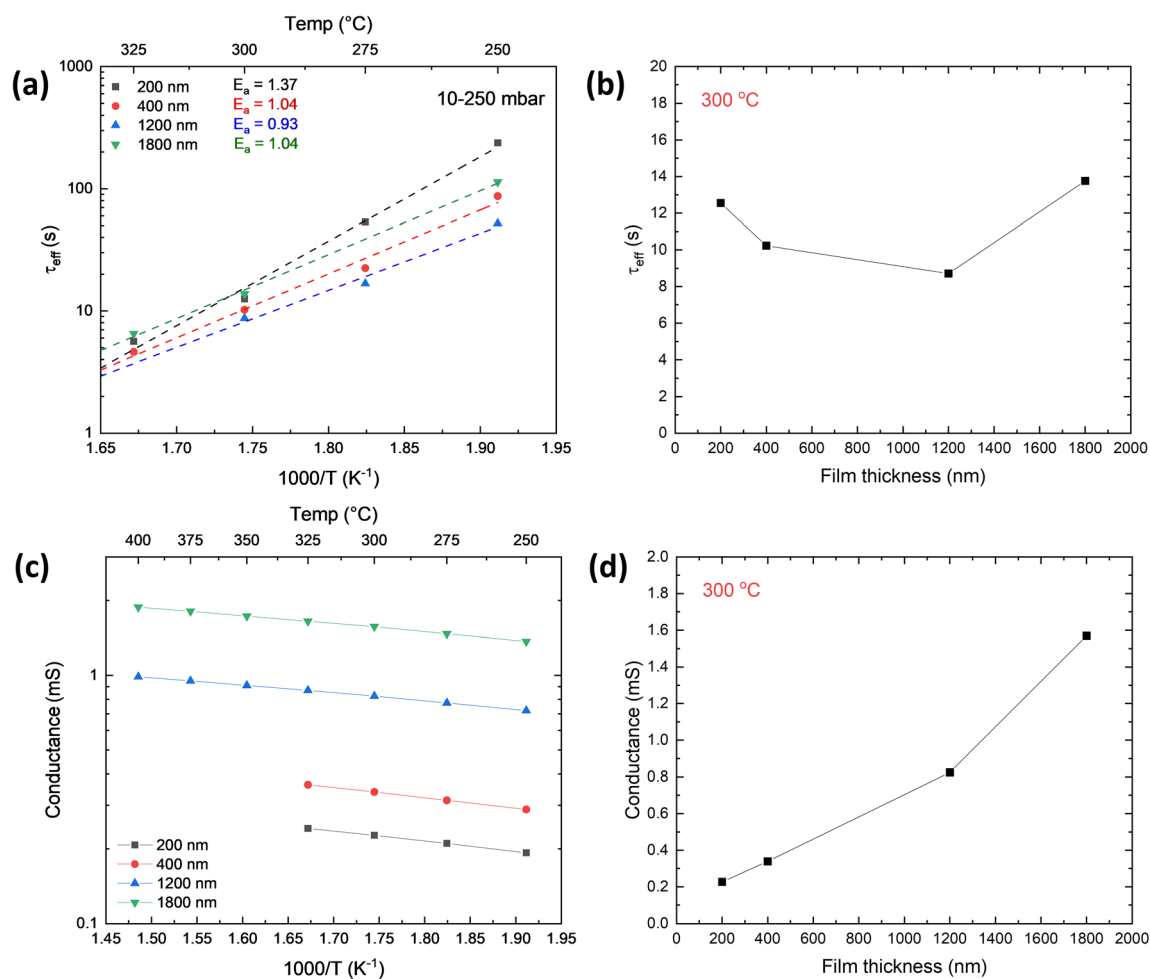 (a)
Temp (°C)
325 300 275 250
1000
100
10
1
τeff (s)
200 nm Ea = 1.37
400 nm Ea = 1.04
1200 nm Ea = 0.93
1800 nm Ea = 1.04
10-250 mbar
1.65 1.70 1.75 1.80 1.85 1.90 1.95
1000/T (K-1)
(b)
300 oC
20
18
16
14
12
10
8
6
4
2
0
τeff (s)
0 200 400 600 800 1000 1200 1400 1600 1800 2000
Film thickness (nm)
(c)
Temp (°C)
400 375 350 325 300 275 250
1
0.1
Conductance (mS)
200 nm
400 nm
1200 nm
1800 nm
1.45 1.50 1.55 1.60 1.65 1.70 1.75 1.80 1.85 1.90 1.95
1000/T (K-1)
(d)
300 oC
2.0
1.8
1.6
1.4
1.2
1.0
0.8
0.6
0.4
0.2
0.0
Conductance (mS)
0 200 400 600 800 1000 1200 1400 1600 1800 2000
Film thickness (nm)